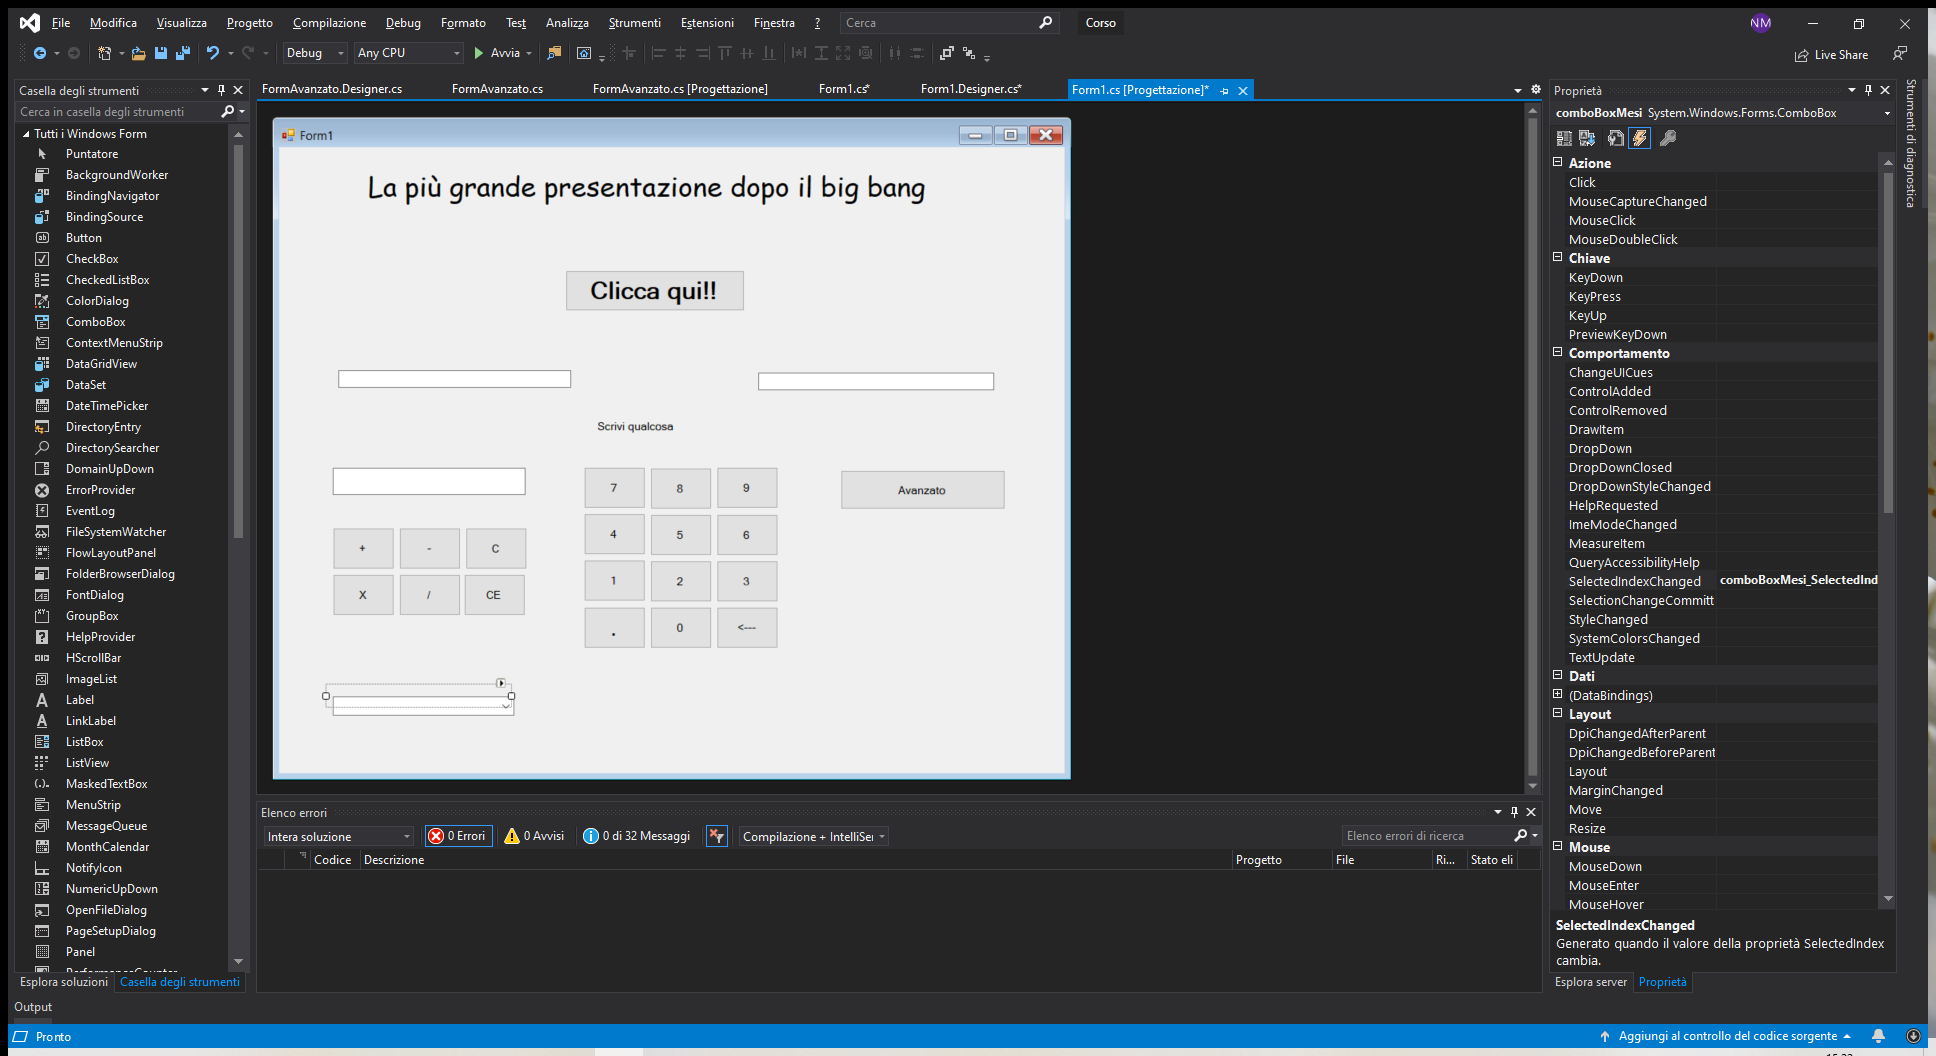 File Modifica Visualizza Progetto Compilazione Debug Formato Test Analizza Strumenti Estensioni Finestra ? Cerca Corso NM
Debug Any CPU Avvia Live Share
Casella degli strumenti
Cerca in casella degli strumenti
Tutti i Windows Form
Puntatore
BackgroundWorker
BindingNavigator
BindingSource
Button
CheckBox
CheckedListBox
ColorDialog
ComboBox
ContextMenuStrip
DataGridView
DataSet
DateTimePicker
DirectoryEntry
DirectorySearcher
DomainUpDown
ErrorProvider
EventLog
FileSystemWatcher
FlowLayoutPanel
FolderBrowserDialog
FontDialog
GroupBox
HelpProvider
HScrollBar
ImageList
Label
LinkLabel
ListBox
ListView
MaskedTextBox
MenuStrip
MessageQueue
MonthCalendar
NotifyIcon
NumericUpDown
OpenFileDialog
PageSetupDialog
Panel
Esplora soluzioni Casella degli strumenti
Output
FormAvanzato.Designer.cs FormAvanzato.cs FormAvanzato.cs [Progettazione] Form1.cs* Form1.Designer.cs* Form1.cs [Progettazione]*
Form1
La più grande presentazione dopo il big bang
Clicca qui!!
Scrivi qualcosa
7 8 9
Avanzato
4 5 6
+ - C
1 2 3
X / CE
. 0 <---
Elenco errori
Intera soluzione 0 Errori 0 Avvisi 0 di 32 Messaggi Compilazione + IntelliSe Elenco errori di ricerca
Codice Descrizione Progetto File Ri... Stato eli
Proprietà
comboBoxMesi System.Windows.Forms.ComboBox
Azione
Click
MouseCaptureChanged
MouseClick
MouseDoubleClick
Chiave
KeyDown
KeyPress
KeyUp
PreviewKeyDown
Comportamento
ChangeUICues
ControlAdded
ControlRemoved
DrawItem
DropDown
DropDownClosed
DropDownStyleChanged
HelpRequested
ImeModeChanged
MeasureItem
QueryAccessibilityHelp
SelectedIndexChanged comboBoxMesi_SelectedInd
SelectionChangeCommitt
StyleChanged
SystemColorsChanged
TextUpdate
Dati
(DataBindings)
Layout
DpiChangedAfterParent
DpiChangedBeforeParent
Layout
MarginChanged
Move
Resize
Mouse
MouseDown
MouseEnter
MouseHover
SelectedIndexChanged
Generato quando il valore della proprietà SelectedIndex
cambia.
Esplora server Proprietà
Strumenti di diagnostica
Pronto Aggiungi al controllo del codice sorgente